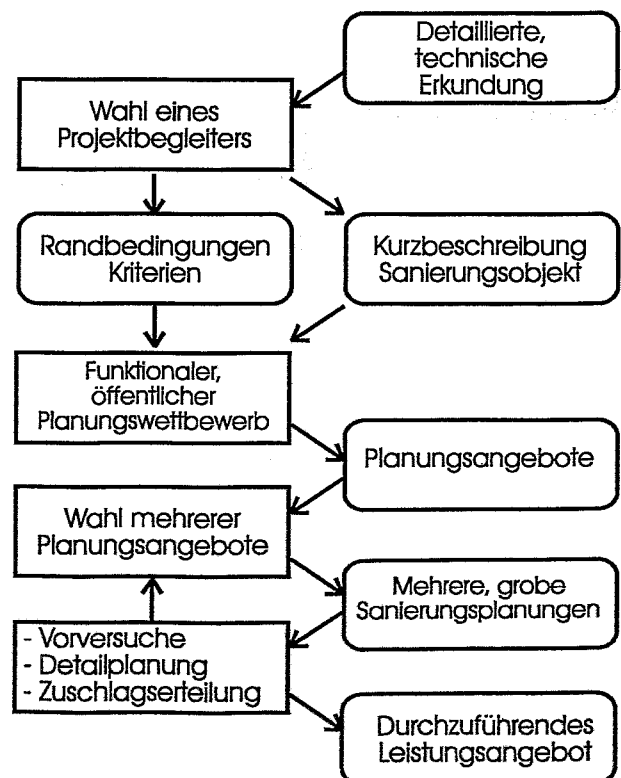 Detaillierte,
technische
Erkundung
Wahl eines
Projektbegleiters
Randbedingungen
Kriterien
Kurzbeschreibung
Sanierungsobjekt
Funktionaler,
öffentlicher
Planungswettbewerb
Planungsangebote
Wahl mehrerer
Planungsangebote
Mehrere, grobe
Sanierungsplanungen
- Vorversuche
- Detailplanung
- Zuschlagserteilung
Durchzuführendes
Leistungsangebot